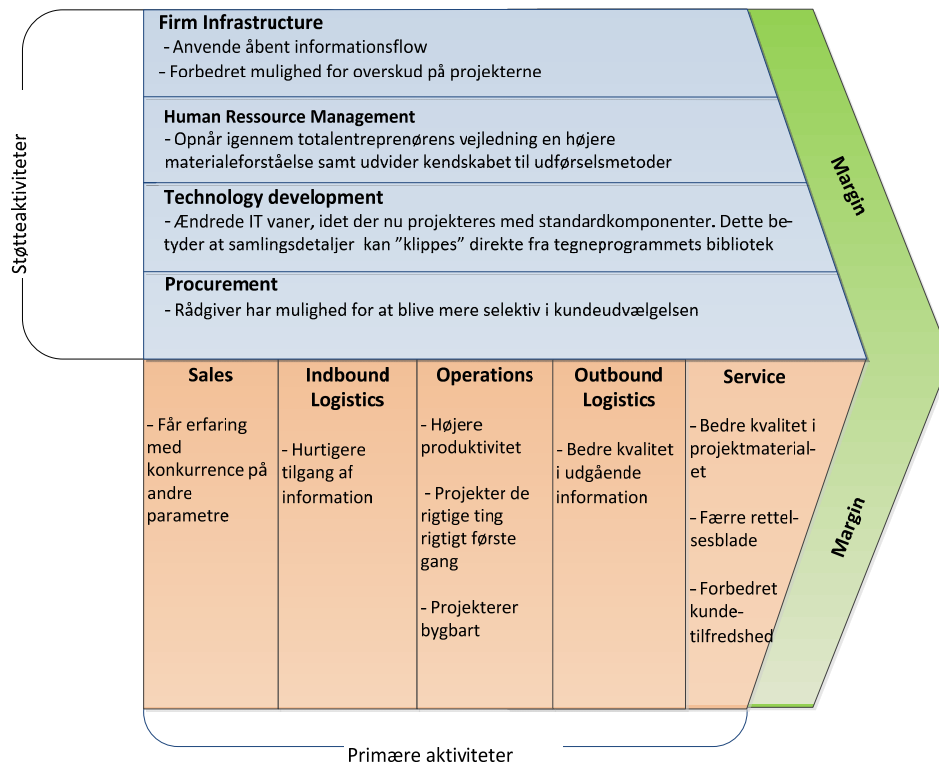 Firm Infrastructure
- Anvende åbent informationsflow
- Forbedret mulighed for overskud på projekterne
Human Ressource Management
- Opnår igennem totalentreprenørens vejledning en højere
materialeforståelse samt udvider kendskabet til udførselsmetoder
Technology development
- Ændrede IT vaner, idet der nu projekteres med standardkomponenter. Dette be-
tyder at samlingsdetaljer kan ”klippes” direkte fra tegneprogrammets bibliotek
Procurement
- Rådgiver har mulighed for at blive mere selektiv i kundeudvælgelsen
Støtteaktiviteter
Margin
Sales
- Får erfaring
med
konkurrence på
andre
parametre
Indbound
Logistics
- Hurtigere
tilgang af
information
Operations
- Højere
produktivitet
- Projekter de
rigtige ting
rigtigt første
gang
- Projekterer
bygbart
Outbound
Logistics
- Bedre kvalitet
i udgående
information
Service
- Bedre kvalitet i
projektmaterial-
et
- Færre rettel-
sesblade
- Forbedret
kunde-
tilfredshed
Margin
Primære aktiviteter